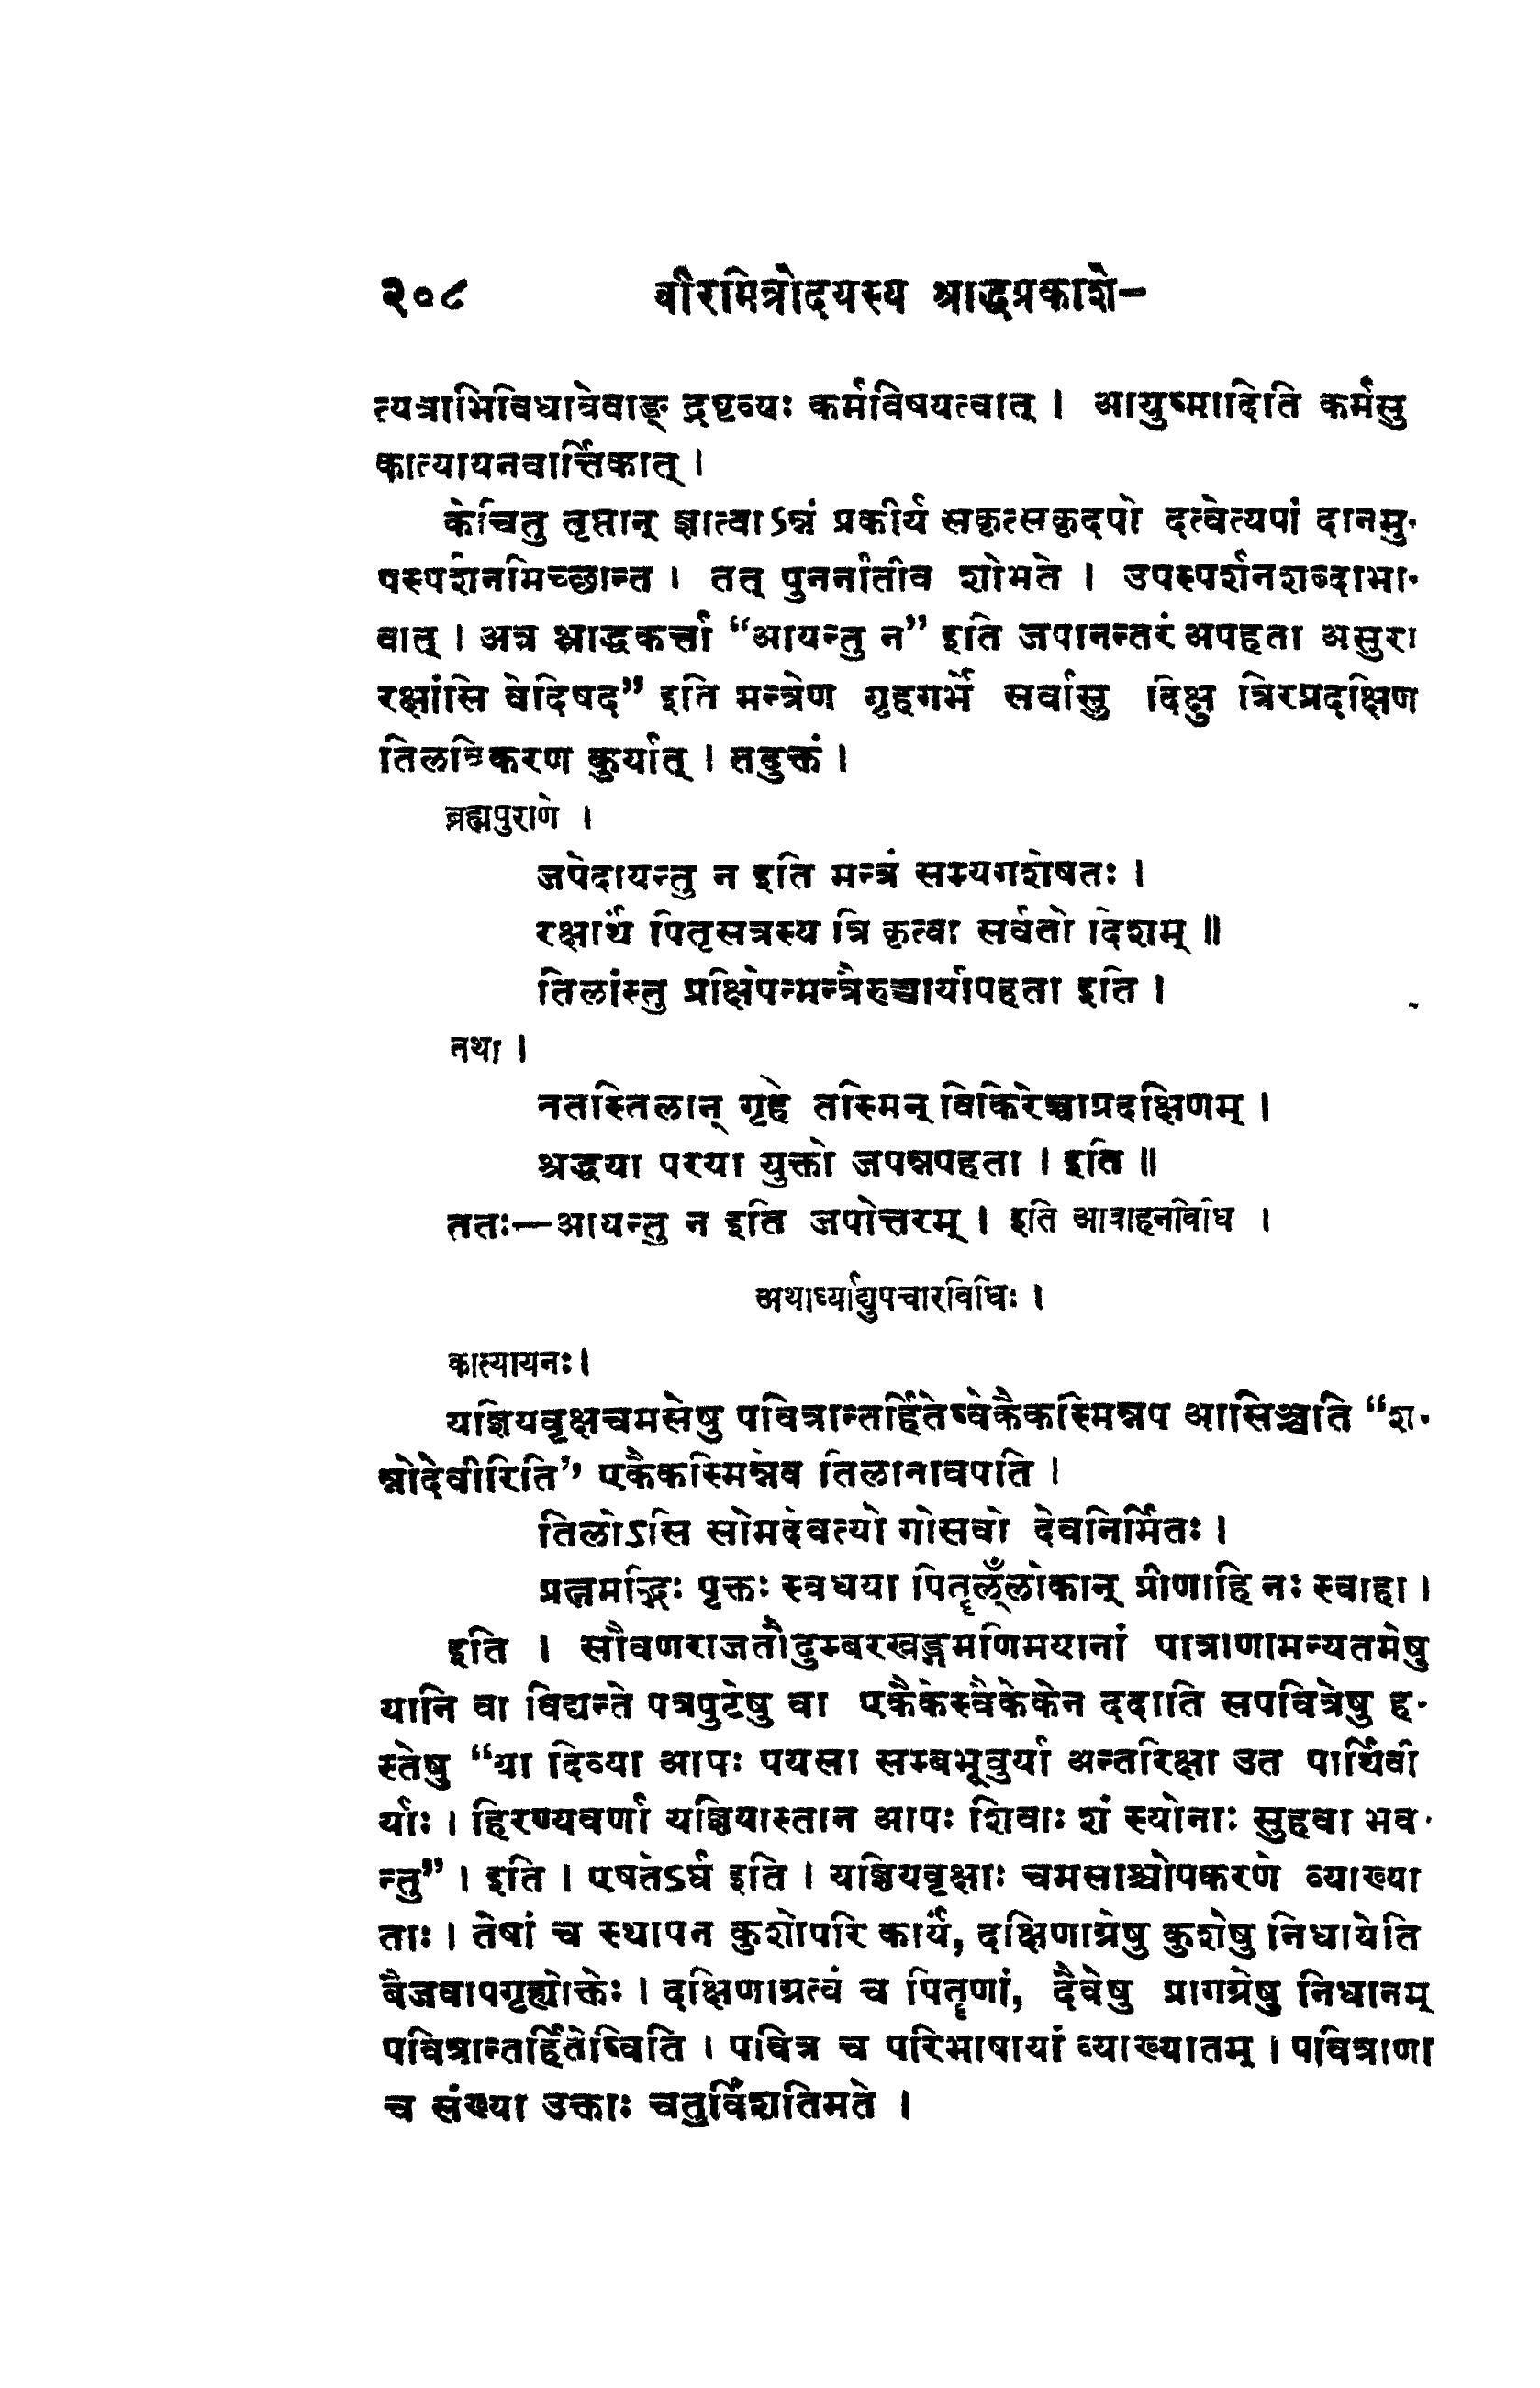 २०८ वीरमित्रोदयस्य श्राद्धप्रकाशे-
त्यत्राभिविधावेवाङ् द्रष्टव्यः कर्मविषयत्वात् । आयुष्मादिति कर्मसु
कात्यायनवार्त्तिकात् ।
केचित्तु तृप्तान् ज्ञात्वाऽन्नं प्रकीर्य सकृत्सकृदपो दत्वेत्यपां दानमु-
पस्पर्शनमिच्छन्ति । तत् पुनर्नातीव शोभते । उपस्पर्शनशब्दाभा-
वात् । अत्र श्राद्धकर्त्ता “आयन्तु न” इति जपानन्तरं अपहता असुरा
रक्षांसि वेदिषद” इति मन्त्रेण गृहगर्भे सर्वासु दिक्षु त्रिरप्रदक्षिण
तिलविकरण कुर्यात् । तदुक्तं ।
ब्रह्मपुराणे ।
जपेदायन्तु न इति मन्त्रं सम्यगशेषतः ।
रक्षार्थं पितृसत्रस्य त्रि कृत्वा सर्वतो दिशम् ॥
तिलांस्तु प्रक्षिपेन्मन्त्रैरुच्चार्यापहता इति ।
तथा ।
ततस्तिलान् गृहे तस्मिन् विकिरेच्चाप्रदक्षिणम् ।
श्रद्धया परया युक्तो जपन्नपहता । इति ॥
ततः—आयन्तु न इति जपोत्तरम् । इति आवाहनविधि ।
अथार्घ्याद्युपचारविधिः ।
कात्यायनः।
यज्ञियवृक्षचमसेषु पवित्रान्तर्हितेष्वेकैकस्मिन्नप आसिञ्चति “श-
न्नोदेवीरिति” एकैकस्मिन्नेव तिलानावपति ।
तिलोऽसि सोमदेवत्यो गोसवो देवनिर्मितः ।
प्रत्नमद्भिः पृक्तः स्वधया पितॄल्ँलोकान् प्रीणाहि नः स्वाहा ।
इति । सौवणराजतौदुम्बरखड्गमणिमयानां पात्राणामन्यतमेषु
यानि वा विद्यन्ते पत्रपुटेषु वा एकैकेस्वैकेकेन ददाति सपवित्रेषु ह-
स्तेषु “या दिव्या आपः पयसा सम्बभूवुर्या अन्तरिक्षा उत पार्थिवी
र्याः । हिरण्यवर्णा यज्ञियास्तान आपः शिवाः शं स्योनाः सुहवा भव-
न्तु” । इति । एषतेऽर्घ इति । यज्ञियवृक्षाः चमसाश्चोपकरणे व्याख्या
ताः । तेषां च स्थापन कुशोपरि कार्यं, दक्षिणाग्रेषु कुशेषु निधायेति
बैजवापगृह्योक्तेः । दक्षिणाग्रत्वं च पितॄणां, दैवेषु प्रागग्रेषु निधानम्
पवित्रान्तर्हितेष्विति । पवित्र च परिभाषायां व्याख्यातम् । पवित्राणा
च संख्या उक्ताः चतुर्विंशतिमते ।